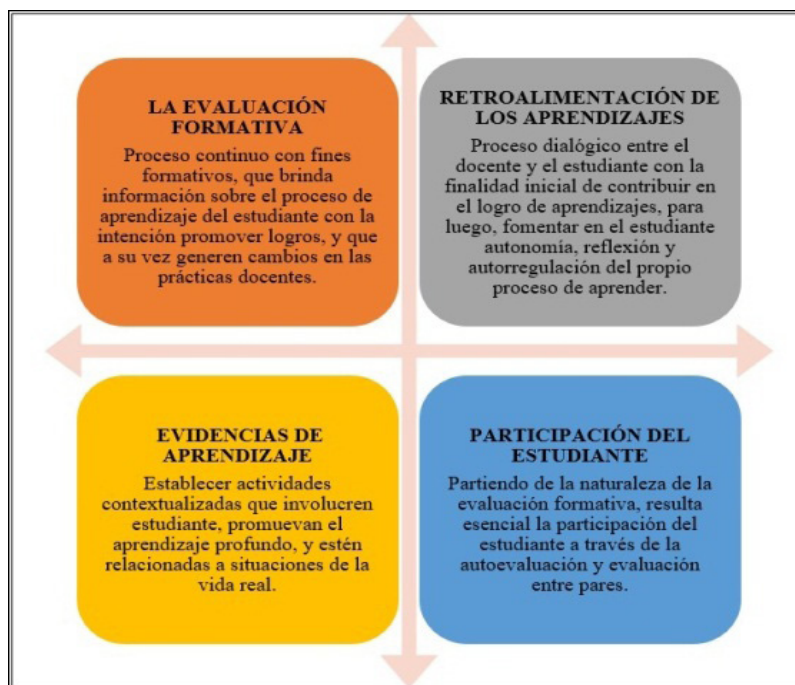 LA EVALUACIÓN
FORMATIVA
Proceso continuo con fines
formativos, que brinda
información sobre el proceso de
aprendizaje del estudiante con la
intención promover logros, y que
a su vez generen cambios en las
prácticas docentes.
RETROALIMENTACIÓN DE
LOS APRENDIZAJES
Proceso dialógico entre el
docente y el estudiante con la
finalidad inicial de contribuir en
el logro de aprendizajes, para
luego, fomentar en el estudiante
autonomía, reflexión y
autorregulación del propio
proceso de aprender.
EVIDENCIAS DE
APRENDIZAJE
Establecer actividades
contextualizadas que involucren
estudiante, promuevan el
aprendizaje profundo, y estén
relacionadas a situaciones de la
vida real.
PARTICIPACIÓN DEL
ESTUDIANTE
Partiendo de la naturaleza de la
evaluación formativa, resulta
esencial la participación del
estudiante a través de la
autoevaluación y evaluación
entre pares.